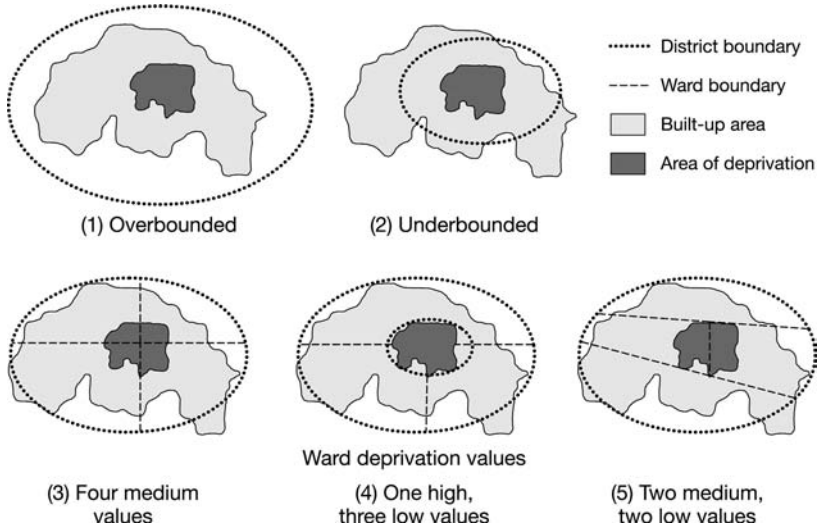 District boundary
Ward boundary
Built-up area
Area of deprivation
(1) Overbounded
(2) Underbounded
Ward deprivation values
(3) Four medium
values
(4) One high,
three low values
(5) Two medium,
two low values